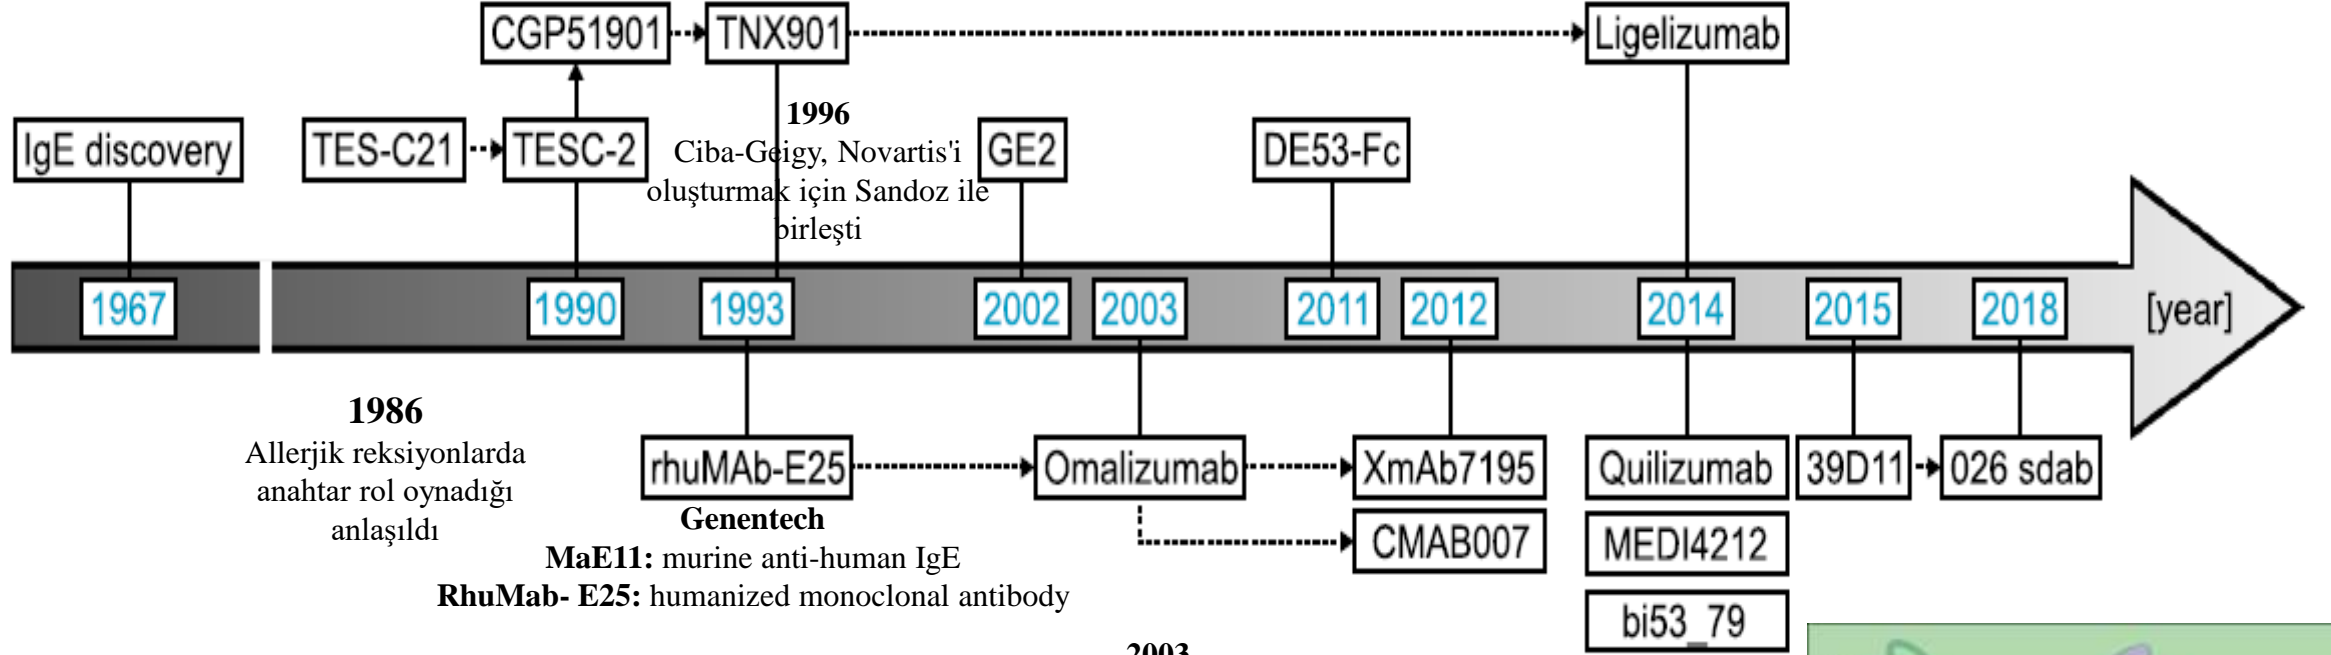 CGP51901 TNX901 Ligelizumab
1996
IgE discovery TES-C21 TESC-2 Ciba-Geigy, Novartis'i GE2 DE53-Fc
oluşturmak için Sandoz ile
birleşti
1967 1990 1993 2002 2003 2011 2012 2014 2015 2018 [year]
1986
Allerjik reksiyonlarda
anahtar rol oynadığı
anlaşıldı
rhuMAb-E25 Omalizumab XmAb7195 Quilizumab 39D11 026 sdab
Genentech
CMAB007 MEDI4212
MaE11: murine anti-human IgE
RhuMab- E25: humanized monoclonal antibody
bi53_79
2003